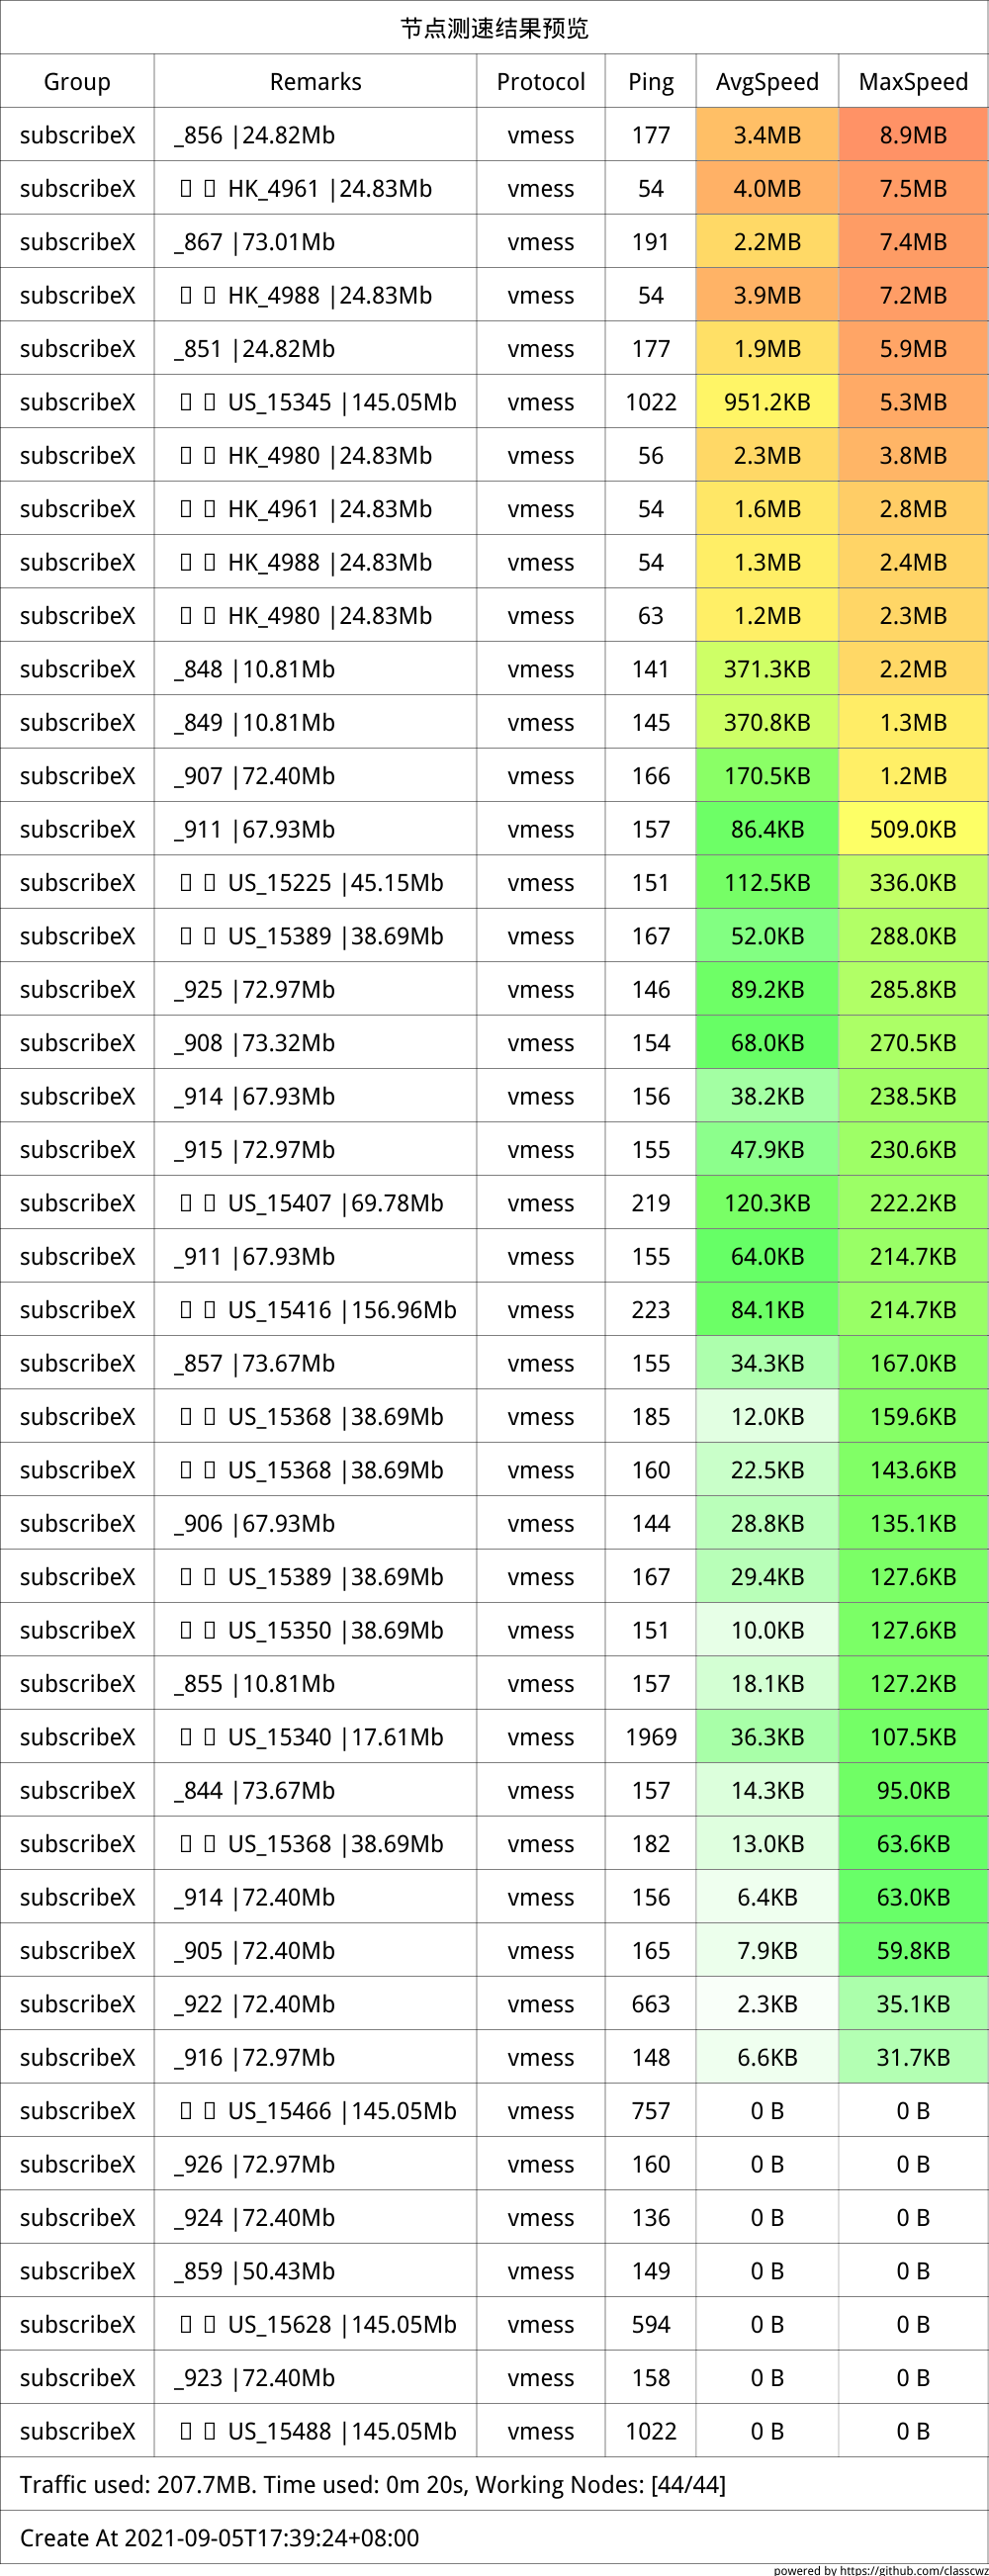 节点测速结果预览
Group Remarks Protocol Ping AvgSpeed MaxSpeed
subscribeX _856 |24.82Mb vmess 177 3.4MB 8.9MB
subscribeX HK_4961 |24.83Mb vmess 54 4.0MB 7.5MB
subscribeX _867 |73.01Mb vmess 191 2.2MB 7.4MB
subscribeX HK_4988 |24.83Mb vmess 54 3.9MB 7.2MB
subscribeX _851 |24.82Mb vmess 177 1.9MB 5.9MB
subscribeX US_15345 |145.05Mb vmess 1022 951.2KB 5.3MB
subscribeX HK_4980 |24.83Mb vmess 56 2.3MB 3.8MB
subscribeX HK_4961 |24.83Mb vmess 54 1.6MB 2.8MB
subscribeX HK_4988 |24.83Mb vmess 54 1.3MB 2.4MB
subscribeX HK_4980 |24.83Mb vmess 63 1.2MB 2.3MB
subscribeX _848 |10.81Mb vmess 141 371.3KB 2.2MB
subscribeX _849 |10.81Mb vmess 145 370.8KB 1.3MB
subscribeX _907 |72.40Mb vmess 166 170.5KB 1.2MB
subscribeX _911 |67.93Mb vmess 157 86.4KB 509.0KB
subscribeX US_15225 |45.15Mb vmess 151 112.5KB 336.0KB
subscribeX US_15389 |38.69Mb vmess 167 52.0KB 288.0KB
subscribeX _925 |72.97Mb vmess 146 89.2KB 285.8KB
subscribeX _908 |73.32Mb vmess 154 68.0KB 270.5KB
subscribeX _914 |67.93Mb vmess 156 38.2KB 238.5KB
subscribeX _915 |72.97Mb vmess 155 47.9KB 230.6KB
subscribeX US_15407 |69.78Mb vmess 219 120.3KB 222.2KB
subscribeX _911 |67.93Mb vmess 155 64.0KB 214.7KB
subscribeX US_15416 |156.96Mb vmess 223 84.1KB 214.7KB
subscribeX _857 |73.67Mb vmess 155 34.3KB 167.0KB
subscribeX US_15368 |38.69Mb vmess 185 12.0KB 159.6KB
subscribeX US_15368 |38.69Mb vmess 160 22.5KB 143.6KB
subscribeX _906 |67.93Mb vmess 144 28.8KB 135.1KB
subscribeX US_15389 |38.69Mb vmess 167 29.4KB 127.6KB
subscribeX US_15350 |38.69Mb vmess 151 10.0KB 127.6KB
subscribeX _855 |10.81Mb vmess 157 18.1KB 127.2KB
subscribeX US_15340 |17.61Mb vmess 1969 36.3KB 107.5KB
subscribeX _844 |73.67Mb vmess 157 14.3KB 95.0KB
subscribeX US_15368 |38.69Mb vmess 182 13.0KB 63.6KB
subscribeX _914 |72.40Mb vmess 156 6.4KB 63.0KB
subscribeX _905 |72.40Mb vmess 165 7.9KB 59.8KB
subscribeX _922 |72.40Mb vmess 663 2.3KB 35.1KB
subscribeX _916 |72.97Mb vmess 148 6.6KB 31.7KB
subscribeX US_15466 |145.05Mb vmess 757 0 B 0 B
subscribeX _926 |72.97Mb vmess 160 0 B 0 B
subscribeX _924 |72.40Mb vmess 136 0 B 0 B
subscribeX _859 |50.43Mb vmess 149 0 B 0 B
subscribeX US_15628 |145.05Mb vmess 594 0 B 0 B
subscribeX _923 |72.40Mb vmess 158 0 B 0 B
subscribeX US_15488 |145.05Mb vmess 1022 0 B 0 B
Traffic used: 207.7MB. Time used: 0m 20s, Working Nodes: [44/44]
Create At 2021-09-05T17:39:24+08:00
powered by https://github.com/classcwz